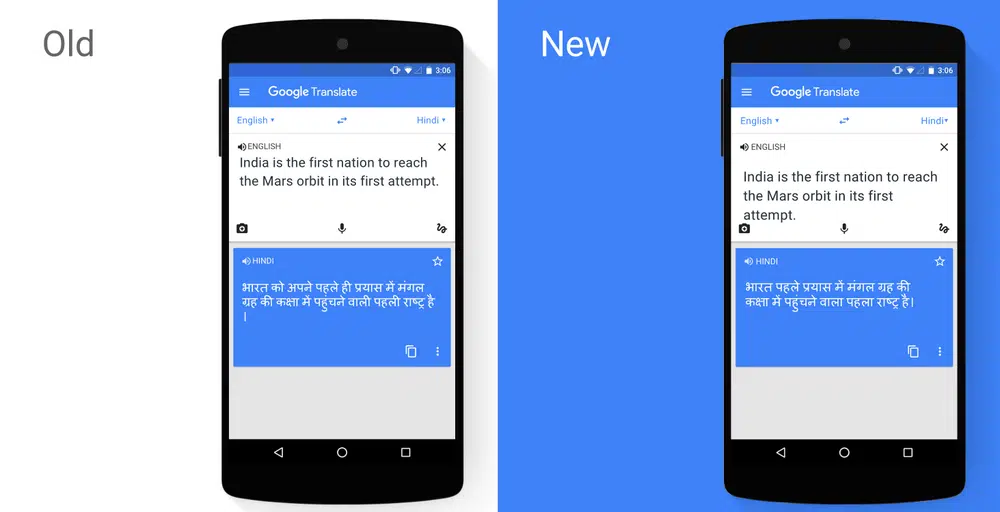 Old
3:06
Google Translate
English
Hindi
ENGLISH
India is the first nation to reach
the Mars orbit in its first attempt.
HINDI
भारत को अपने पहले ही प्रयास में मंगल
ग्रह की कक्षा में पहुंचने वाली पहली राष्ट्र है
।
New
3:06
Google Translate
English
Hindi
ENGLISH
India is the first nation to reach
the Mars orbit in its first
attempt.
HINDI
भारत पहले प्रयास में मंगल ग्रह की
कक्षा में पहुंचने वाला पहला राष्ट्र है।